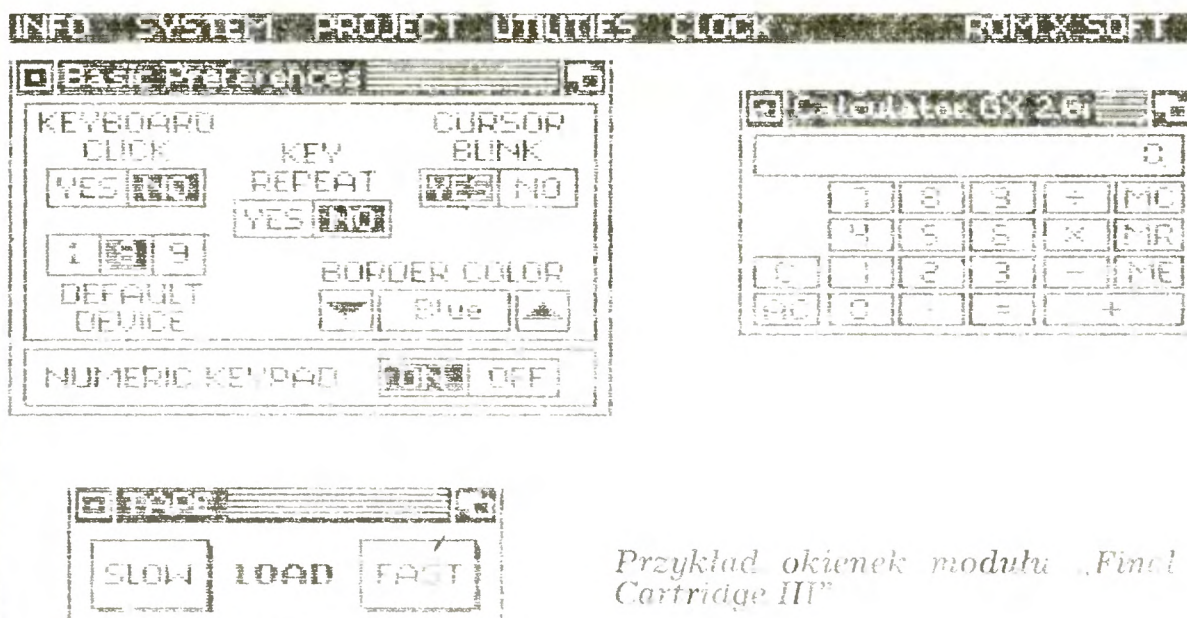 INFO SYSTEM PROJECT UTILITIES CLOCK ROM X-SOFT
Basic Preferences
KEYBOARD CLICK
YES NO
KEY REPEAT
YES NO
CURSOR BLINK
YES NO
1 9
DEFAULT DEVICE
BORDER COLOR
Blue
NUMERIC KEYPAD OFF
Calculator
0
7 8 9 ÷
4 5 6 × MR
1 2 3 −
0 . = +
SLOW LOAD FAST
Przykład okienek modułu „Final
Cartridge III”